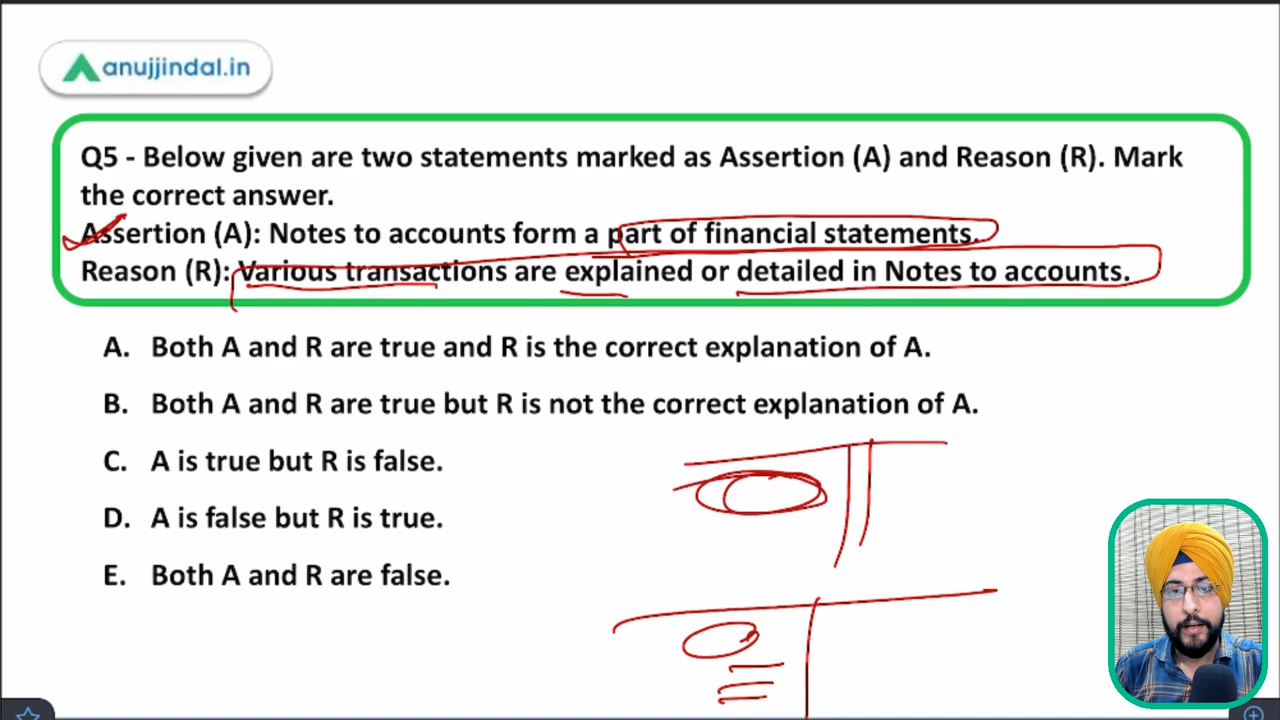 anujjindal.in
Q5 - Below given are two statements marked as Assertion (A) and Reason (R). Mark
the correct answer.
Assertion (A): Notes to accounts form a part of financial statements.
Reason (R): Various transactions are explained or detailed in Notes to accounts.
A. Both A and R are true and R is the correct explanation of A.
B. Both A and R are true but R is not the correct explanation of A.
C. A is true but R is false.
D. A is false but R is true.
E. Both A and R are false.